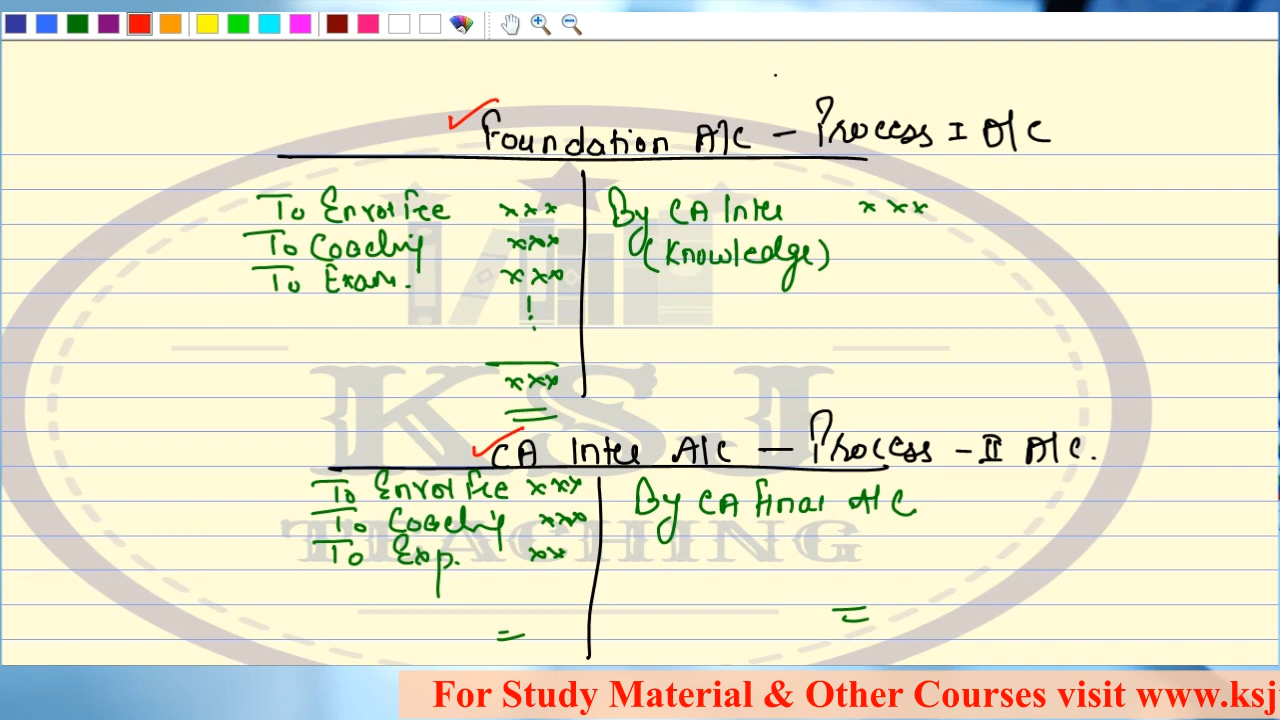 Foundation A/C - Process I A/C
To Enrol fee xxx By CA Inter xxx
To Coaching xxx (Knowledge)
To Exam. xxx
xxx
CA Inter A/C - Process - II A/C.
To Enrol fee xxx By CA final A/C
To Coaching xxx
To Exp. xx
KSJ
TEACHING
For Study Material & Other Courses visit www.ksj